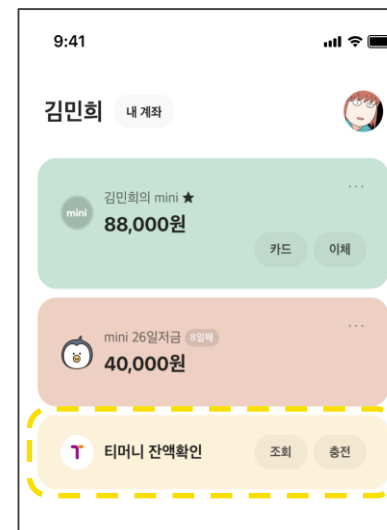 9:41
김민희 내 계좌
김민희의 mini ★
mini
88,000원
카드 이체
mini 26일저금 8일째
40,000원
티머니 잔액확인 조회 충전